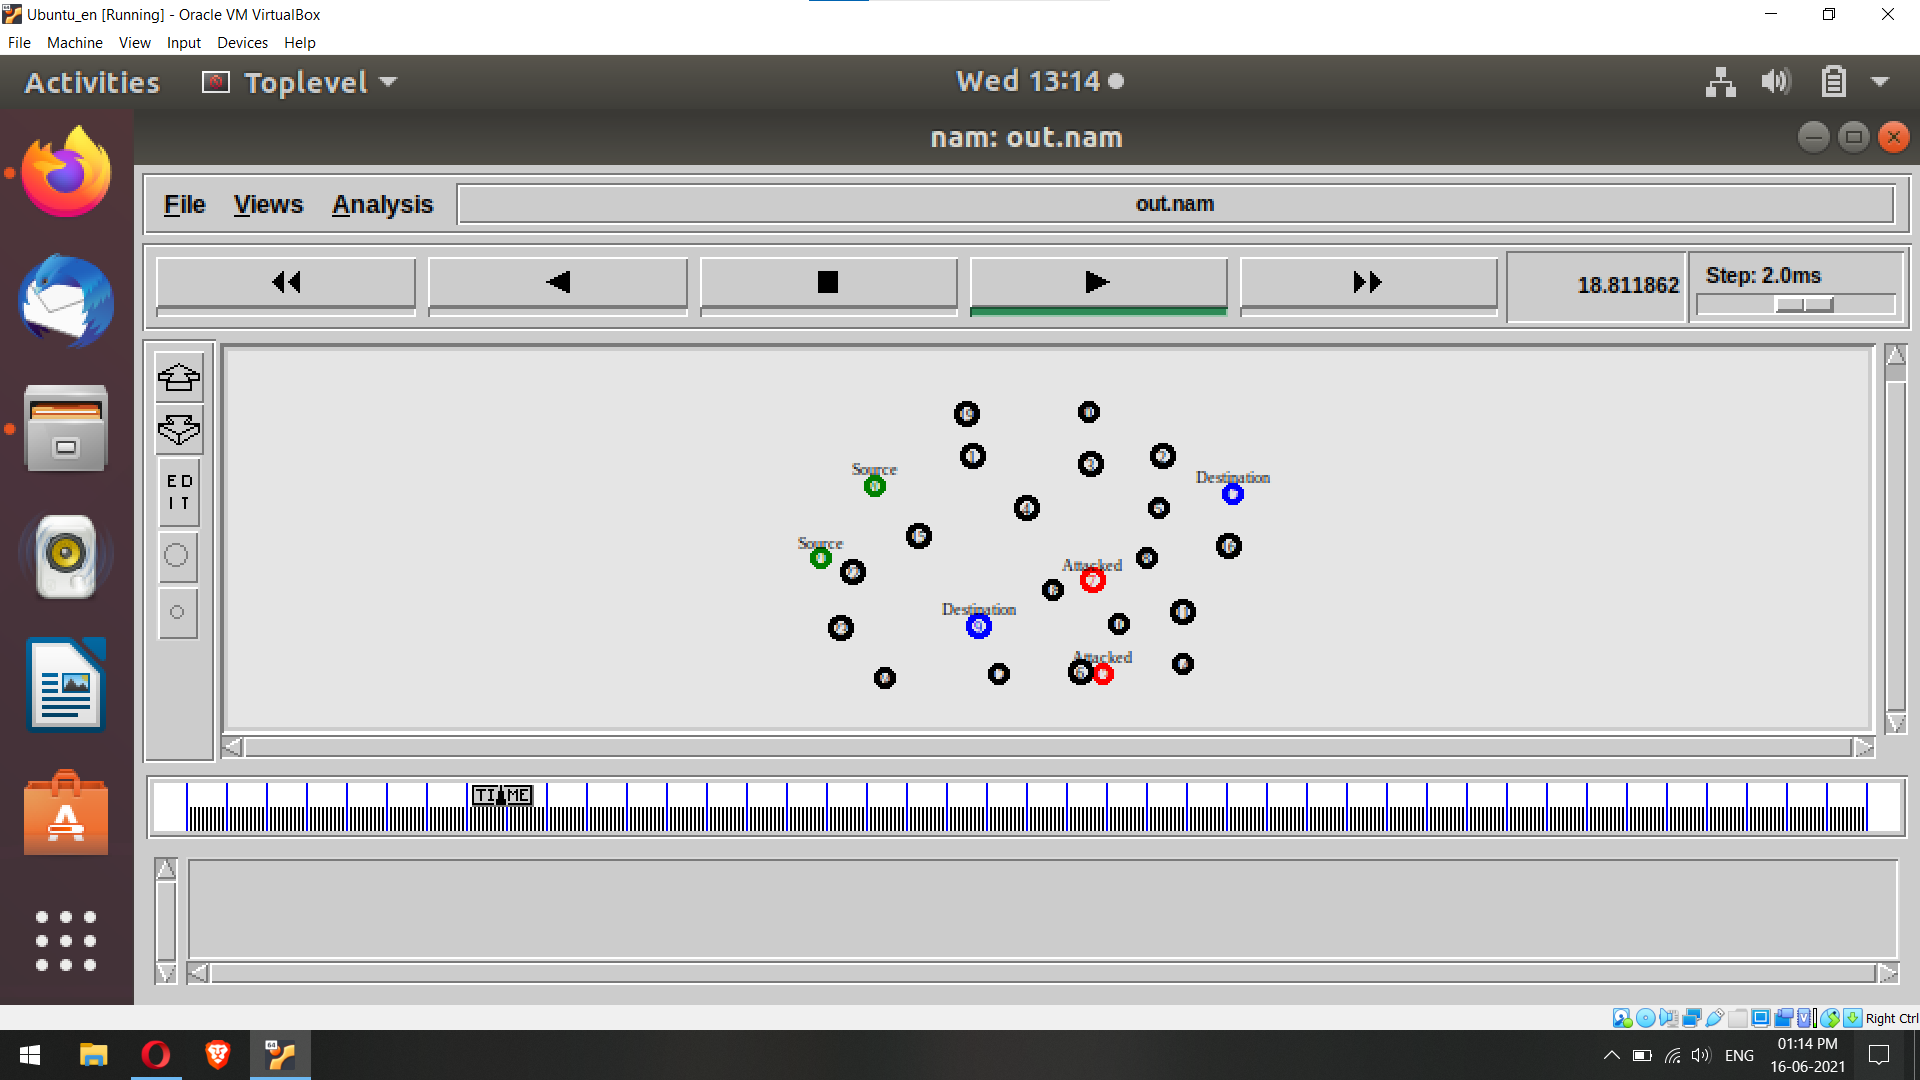 Ubuntu_en [Running] - Oracle VM VirtualBox
File Machine View Input Devices Help
Activities Toplevel Wed 13:14
nam: out.nam
File Views Analysis out.nam
18.811862 Step: 2.0ms
Source
Destination
Source
Attacked
Destination
Attacked
ED
IT
TIME
Right Ctrl
ENG
01:14 PM
16-06-2021